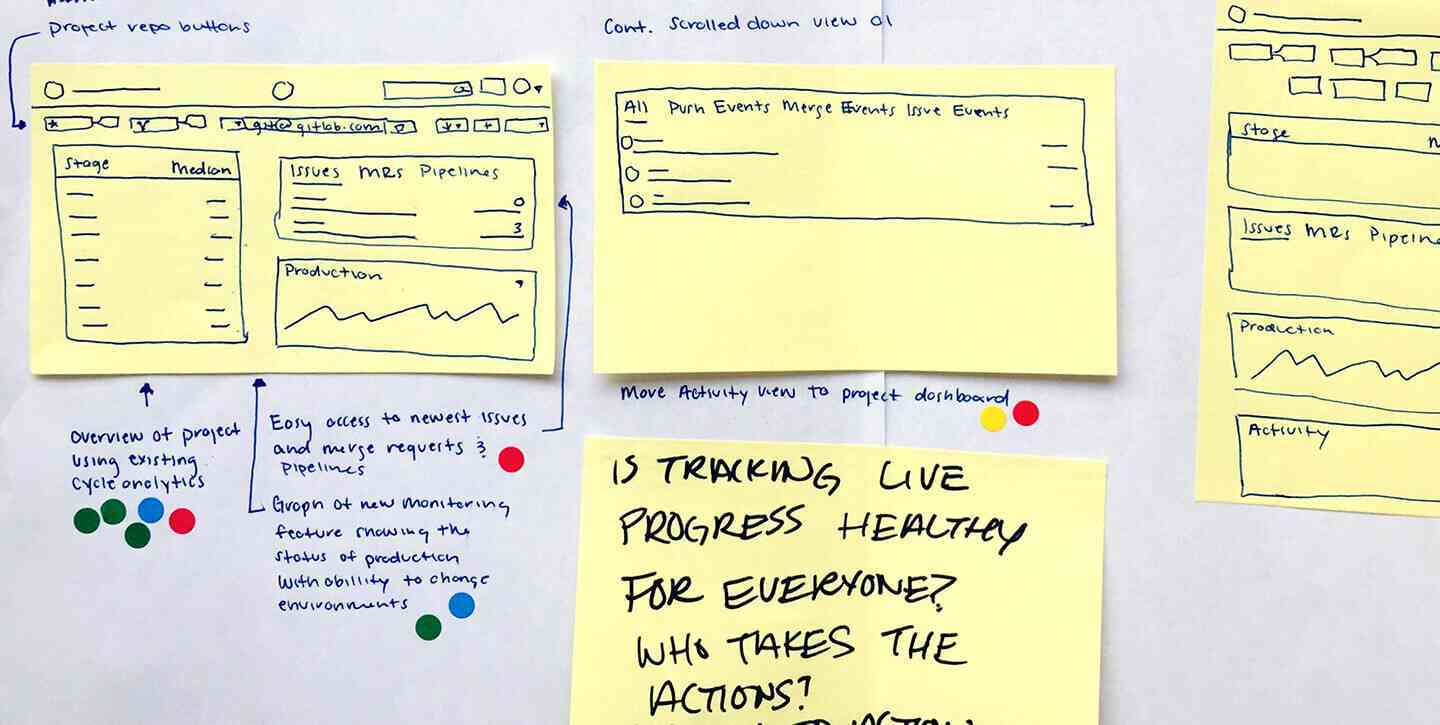 Project repo buttons
git@gitlab.com
Stage Median
Issues MRs Pipelines
0
3
Production
Overview of project
using existing
cycle analytics
Easy access to newest issues
and merge requests &
Pipelines
Graph of new monitoring
feature showing the
status of production
with abillity to change
environments
Cont. Scrolled down view 01
All Push Events Merge Events Issue Events
Move Activity view to project dashboard
IS TRACKING LIVE
PROGRESS HEALTHY
FOR EVERYONE?
WHO TAKES THE
ACTIONS?
Stage
Issues MRs Pipeline
Production
Activity